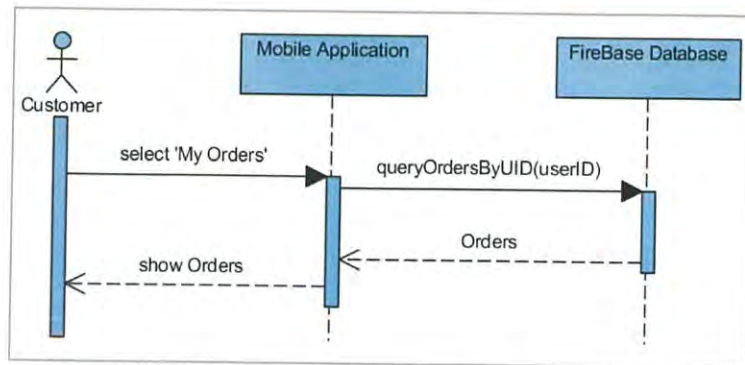 Mobile Application
FireBase Database
Customer
select 'My Orders'
queryOrdersByUID(userID)
Orders
show Orders